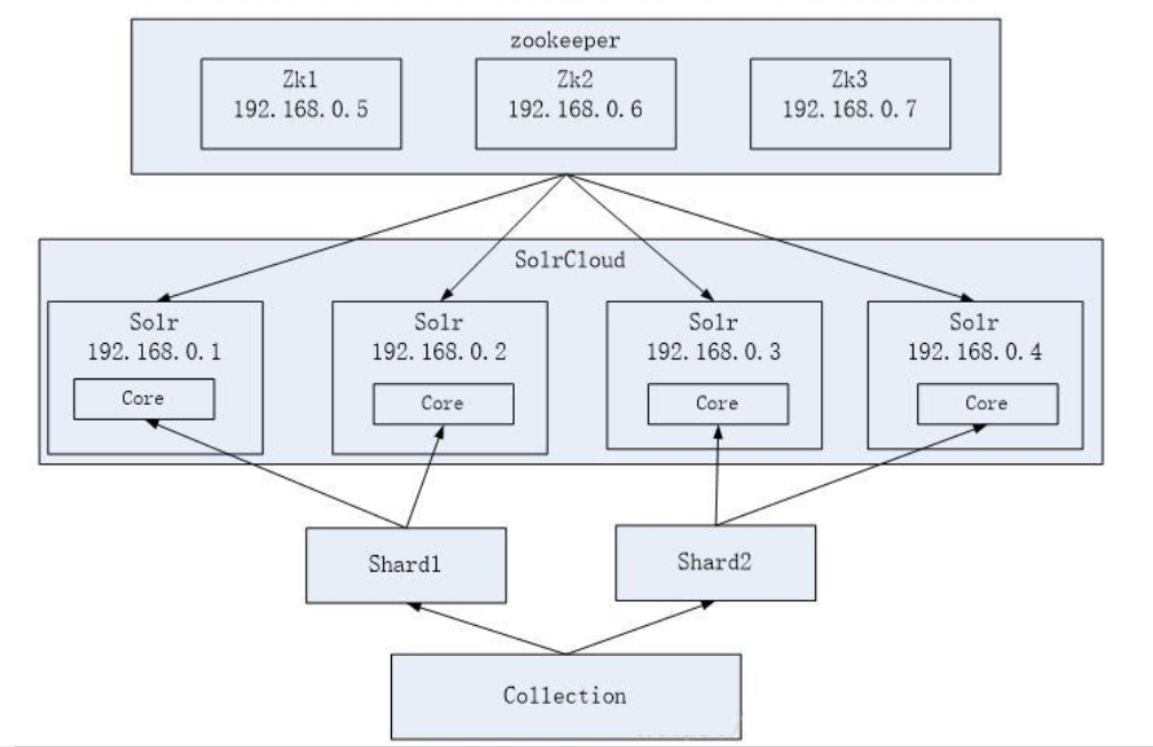 zookeeper
Zk1
192.168.0.5
Zk2
192.168.0.6
Zk3
192.168.0.7
SolrCloud
Solr
192.168.0.1
Core
Solr
192.168.0.2
Core
Solr
192.168.0.3
Core
Solr
192.168.0.4
Core
Shard1
Shard2
Collection